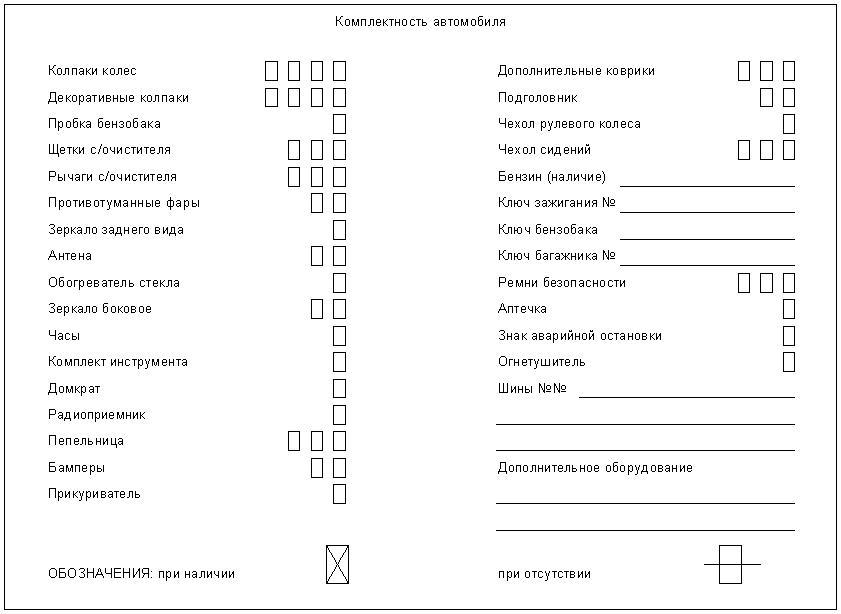 Комплектность автомобиля
Колпаки колес
Декоративные колпаки
Пробка бензобака
Щетки с/очистителя
Рычаги с/очистителя
Противотуманные фары
Зеркало заднего вида
Антена
Обогреватель стекла
Зеркало боковое
Часы
Комплект инструмента
Домкрат
Радиоприемник
Пепельница
Бамперы
Прикуриватель
Дополнительные коврики
Подголовник
Чехол рулевого колеса
Чехол сидений
Бензин (наличие)
Ключ зажигания №
Ключ бензобака
Ключ багажника №
Ремни безопасности
Аптечка
Знак аварийной остановки
Огнетушитель
Шины №№
Дополнительное оборудование
ОБОЗНАЧЕНИЯ: при наличии
при отсутствии